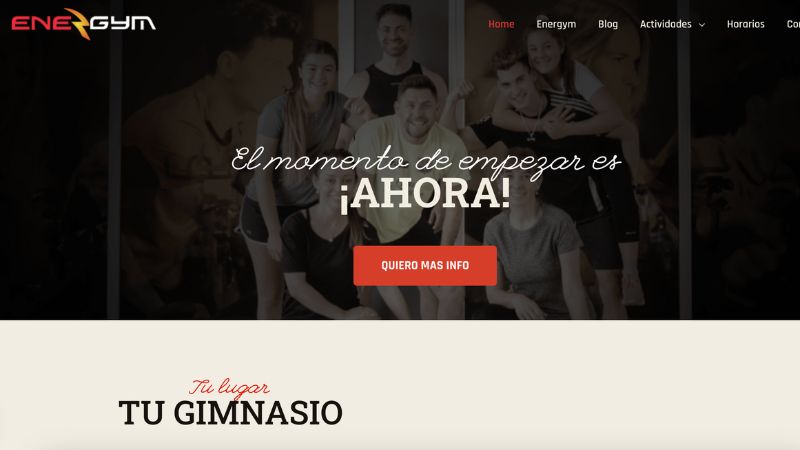 ENERGYM
Home Energym Blog Actividades Horarios Co
El momento de empezar es
¡AHORA!
QUIERO MAS INFO
Tu lugar
TU GIMNASIO